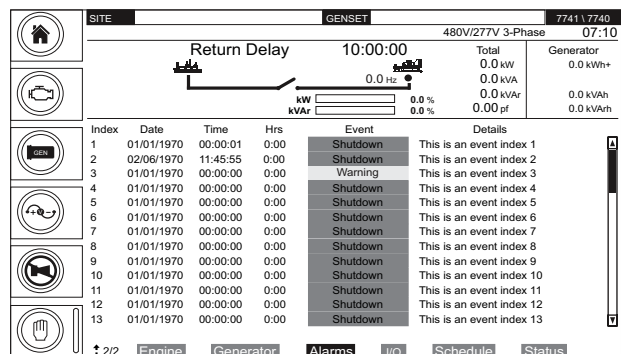 SITE GENSET 7741 \ 7740
480V/277V 3-Phase 07:10
Return Delay 10:00:00 Total Generator
0.0 kW 0.0 kWh+
0.0 Hz 0.0 kVA
0.0 kVAr 0.0 kVAh
kW 0.0 % 0.00 pf 0.0 kVArh
kVAr 0.0 %
Index Date Time Hrs Event Details
1 01/01/1970 00:00:01 0:00 Shutdown This is an event index 1
2 02/06/1970 11:45:55 0:00 Shutdown This is an event index 2
3 01/01/1970 00:00:00 0:00 Warning This is an event index 3
4 01/01/1970 00:00:00 0:00 Shutdown This is an event index 4
5 01/01/1970 00:00:00 0:00 Shutdown This is an event index 5
6 01/01/1970 00:00:00 0:00 Shutdown This is an event index 6
7 01/01/1970 00:00:00 0:00 Shutdown This is an event index 7
8 01/01/1970 00:00:00 0:00 Shutdown This is an event index 8
9 01/01/1970 00:00:00 0:00 Shutdown This is an event index 9
10 01/01/1970 00:00:00 0:00 Shutdown This is an event index 10
11 01/01/1970 00:00:00 0:00 Shutdown This is an event index 11
12 01/01/1970 00:00:00 0:00 Shutdown This is an event index 12
13 01/01/1970 00:00:00 0:00 Shutdown This is an event index 13
2/2 Engine Generator Alarms I/O Schedule Status
GEN